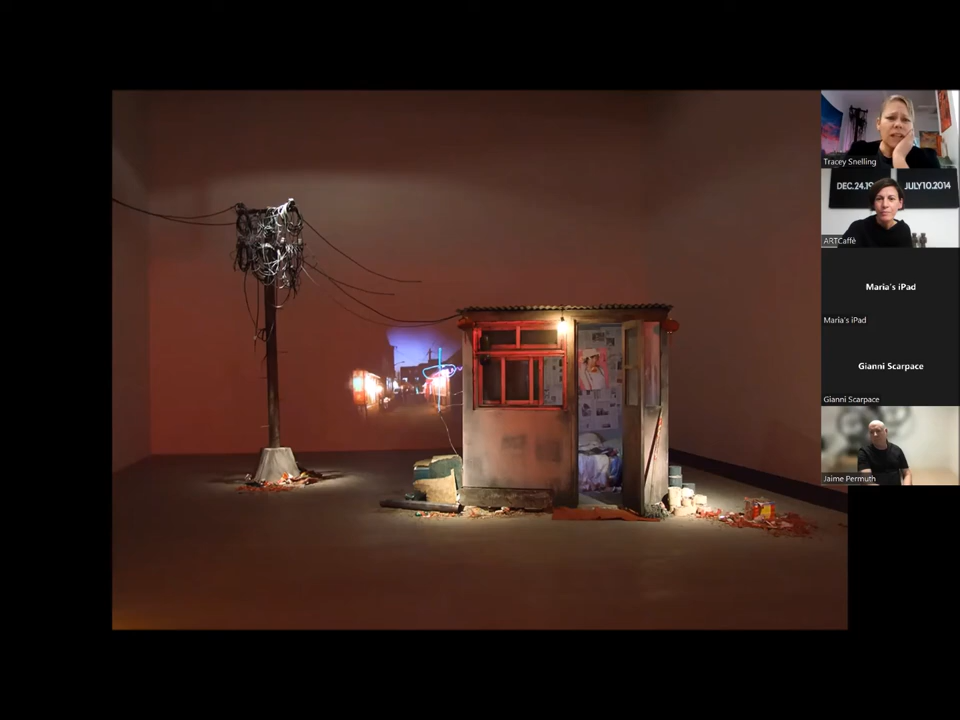 Tracey Snelling
DEC.24.19
JULY10.2014
ARTCaffè
Maria's iPad
Maria's iPad
Gianni Scarpace
Gianni Scarpace
Jaime Permuth